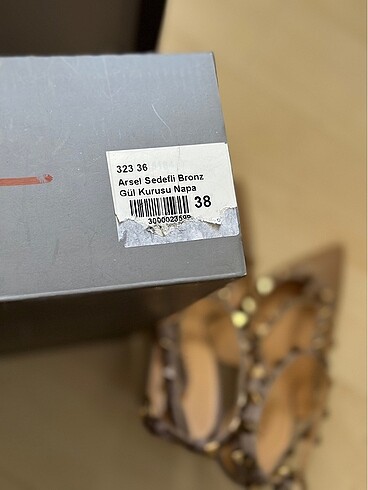 323 36
Arsel Sedefli Bronz
Gül Kurusu Napa
38